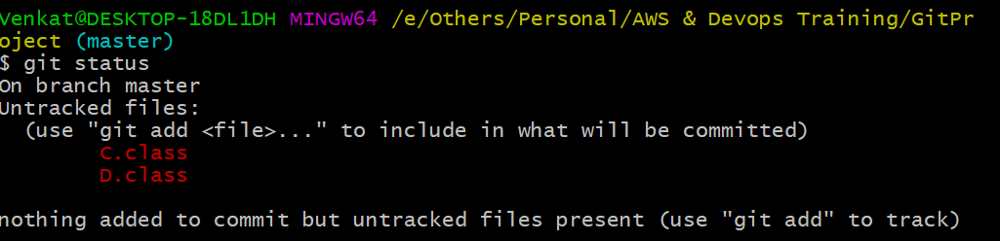 Venkat@DESKTOP-18DL1DH MINGW64 /e/Others/Personal/AWS & Devops Training/GitPr
oject (master)
$ git status
On branch master
Untracked files:
  (use "git add <file>..." to include in what will be committed)
        C.class
        D.class

nothing added to commit but untracked files present (use "git add" to track)